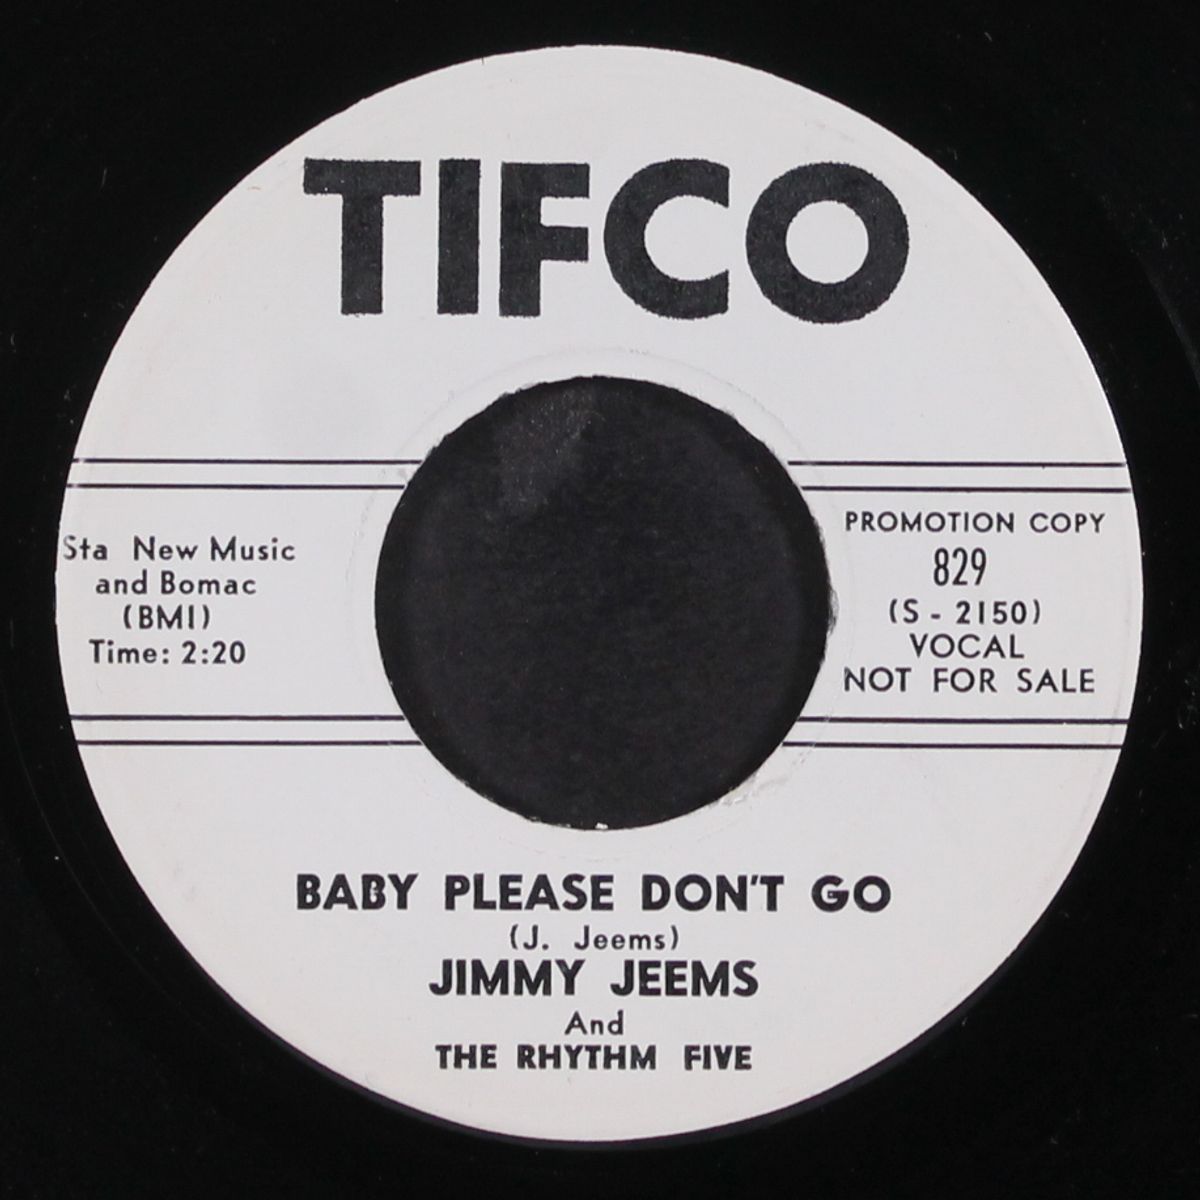 TIFCO
Sta New Music
and Bomac
(BMI)
Time: 2:20
PROMOTION COPY
829
(S - 2150)
VOCAL
NOT FOR SALE
BABY PLEASE DON'T GO
(J. Jeems)
JIMMY JEEMS
And
THE RHYTHM FIVE